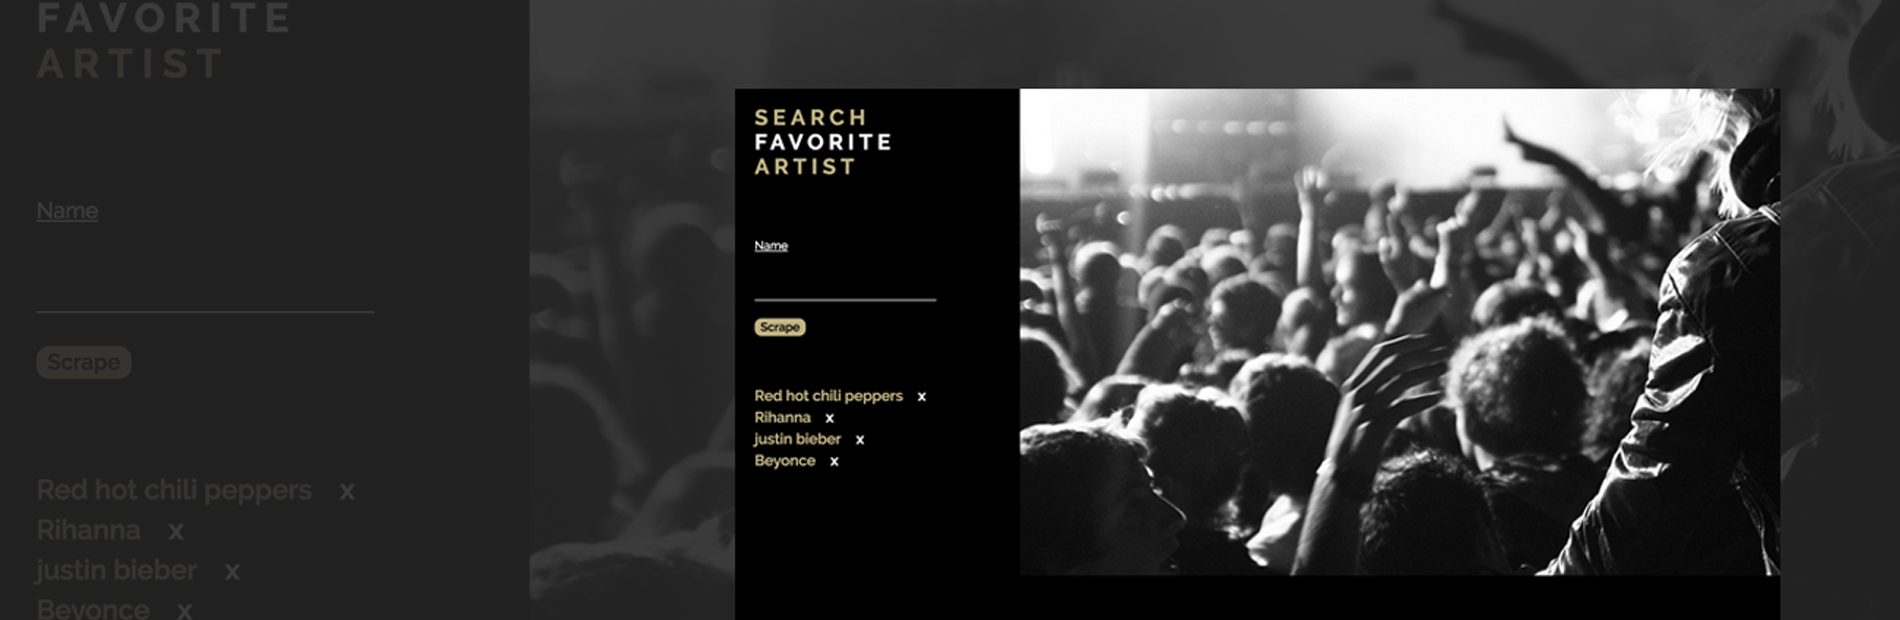 FAVORITE
ARTIST
Name
Scrape
Red hot chili peppers x
Rihanna x
justin bieber x
Beyonce x
SEARCH
FAVORITE
ARTIST
Name
Scrape
Red hot chili peppers x
Rihanna x
justin bieber x
Beyonce x